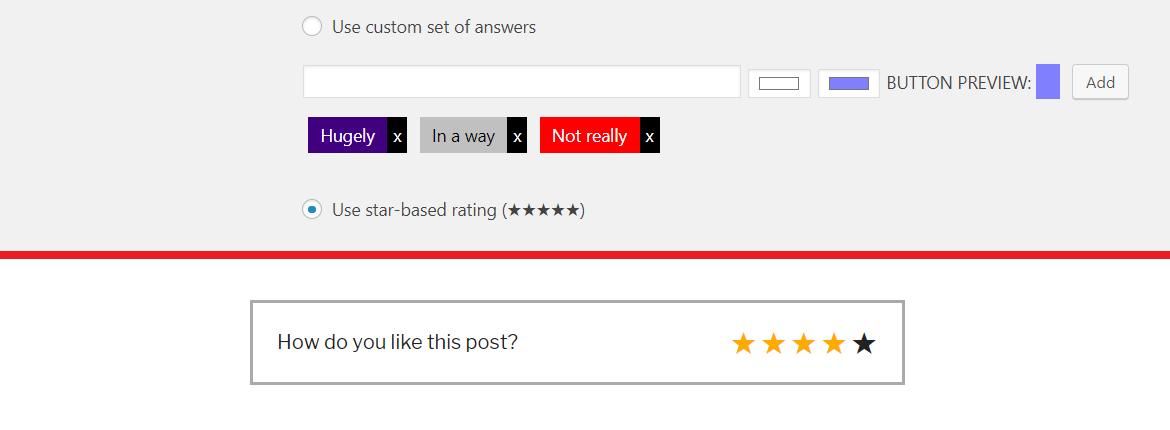 Use custom set of answers
BUTTON PREVIEW: Add
Hugely x In a way x Not really x
Use star-based rating (★★★★★)
How do you like this post? ★★★★★